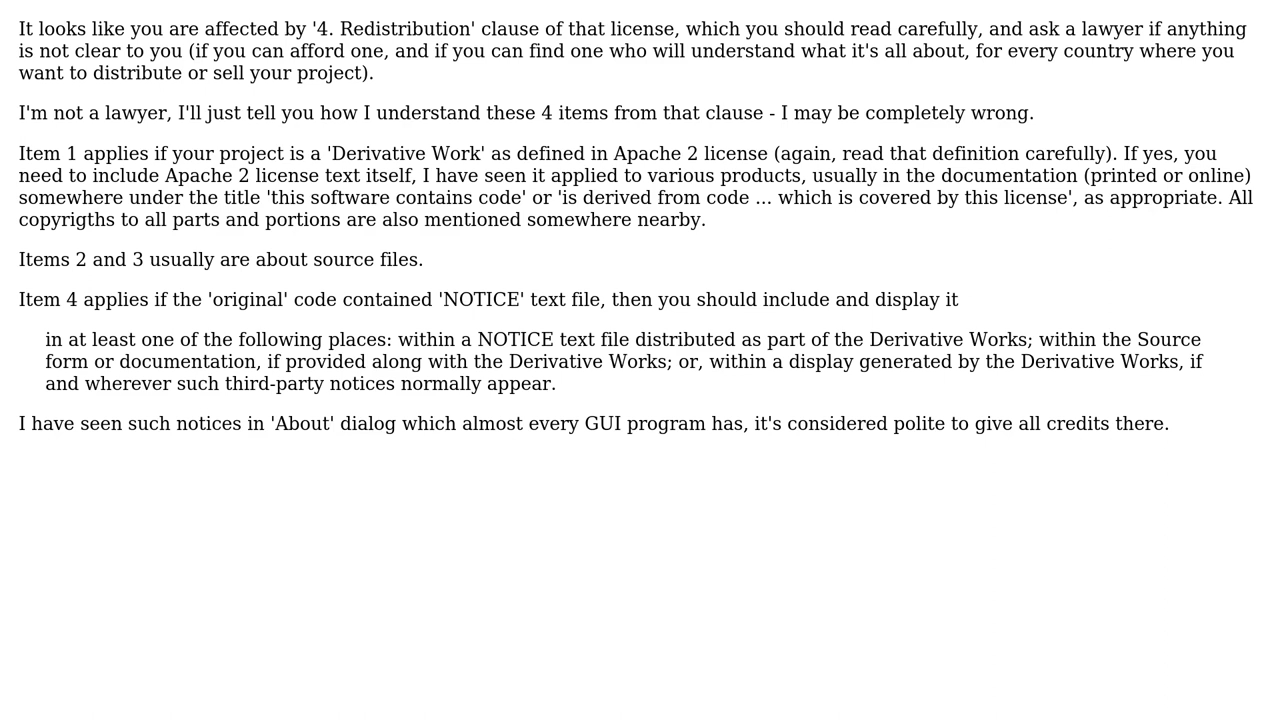 It looks like you are affected by '4. Redistribution' clause of that license, which you should read carefully, and ask a lawyer if anything
is not clear to you (if you can afford one, and if you can find one who will understand what it's all about, for every country where you
want to distribute or sell your project).
I'm not a lawyer, I'll just tell you how I understand these 4 items from that clause - I may be completely wrong.
Item 1 applies if your project is a 'Derivative Work' as defined in Apache 2 license (again, read that definition carefully). If yes, you
need to include Apache 2 license text itself, I have seen it applied to various products, usually in the documentation (printed or online)
somewhere under the title 'this software contains code' or 'is derived from code ... which is covered by this license', as appropriate. All
copyrigths to all parts and portions are also mentioned somewhere nearby.
Items 2 and 3 usually are about source files.
Item 4 applies if the 'original' code contained 'NOTICE' text file, then you should include and display it
in at least one of the following places: within a NOTICE text file distributed as part of the Derivative Works; within the Source
form or documentation, if provided along with the Derivative Works; or, within a display generated by the Derivative Works, if
and wherever such third-party notices normally appear.
I have seen such notices in 'About' dialog which almost every GUI program has, it's considered polite to give all credits there.